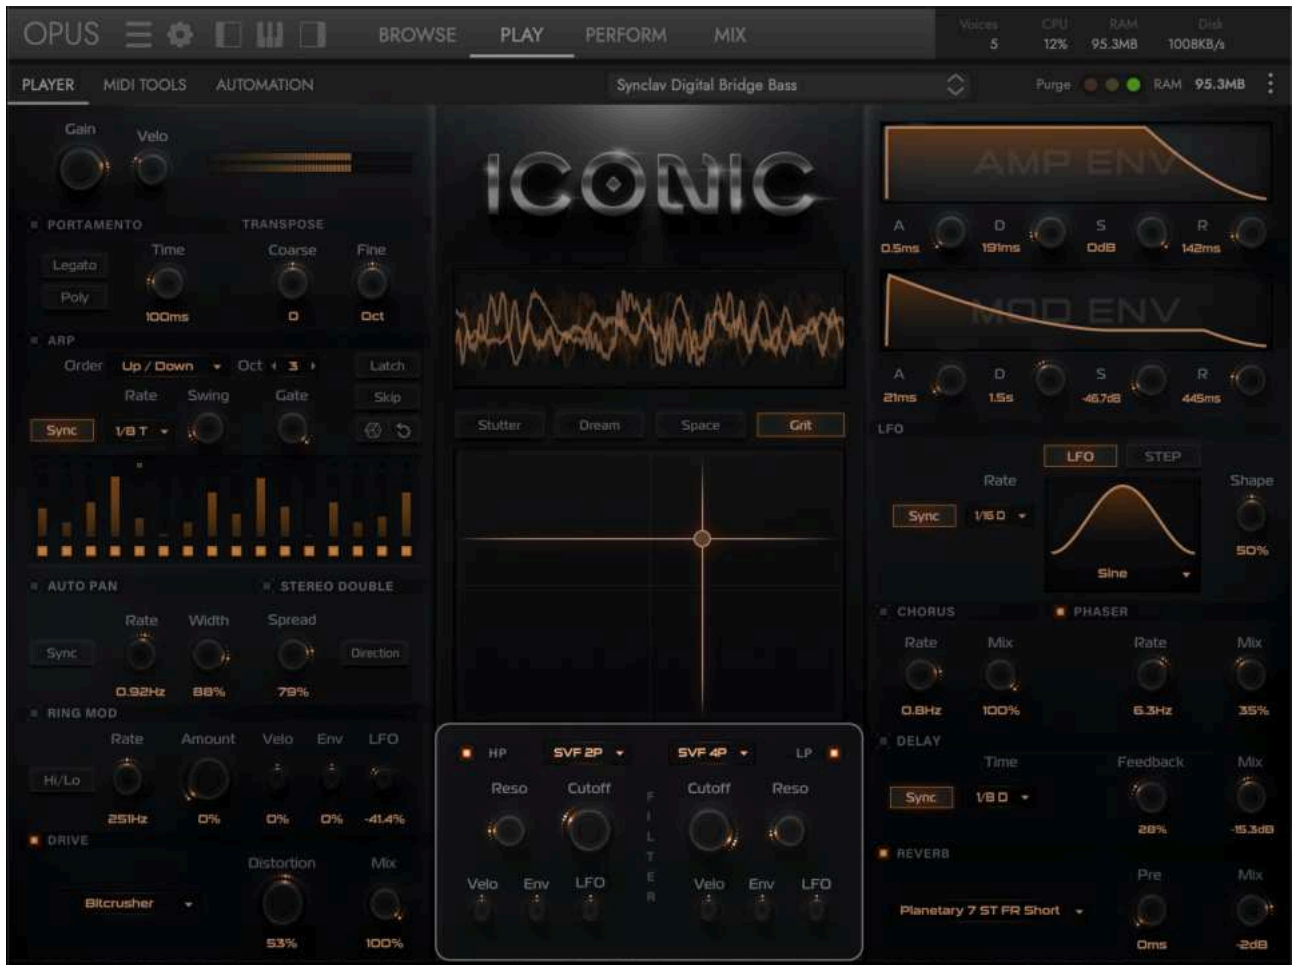 OPUS BROWSE PLAY PERFORM MIX
Voices CPU RAM Disk
5 12% 95.3MB 1008KB/s
PLAYER MIDI TOOLS AUTOMATION Synclav Digital Bridge Bass Purge RAM 95.3MB
Gain Velo
PORTAMENTO TRANSPOSE
Time Coarse Fine
Legato
Poly
100ms 0 0ct
ARP
Order Up / Down Oct 3 Latch
Rate Swing Gate Skip
Sync 1/8 T
AUTO PAN STEREO DOUBLE
Rate Width Spread
Sync Direction
0.92Hz 88% 79%
RING MOD
Rate Amount Velo Env LFO
Hi/Lo
251Hz 0% 0% 0% -41.4%
DRIVE
Distortion Mix
Bitcrusher
53% 100%
ICONIC
Stutter Dream Space Grit
HP SVF 2P SVF 4P LP
Reso Cutoff Cutoff Reso
FILTER
Velo Env LFO Velo Env LFO
AMP ENV
A D S R
0.5ms 191ms 0dB 142ms
MOD ENV
A D S R
21ms 1.5s -46.7dB 445ms
LFO
LFO STEP
Rate Shape
Sync 1/16 D
50%
Sine
CHORUS PHASER
Rate Mix Rate Mix
0.8Hz 100% 6.3Hz 35%
DELAY
Time Feedback Mix
Sync 1/8 D
28% -15.3dB
REVERB
Pre Mix
Planetary 7 ST FR Short
0ms -2dB